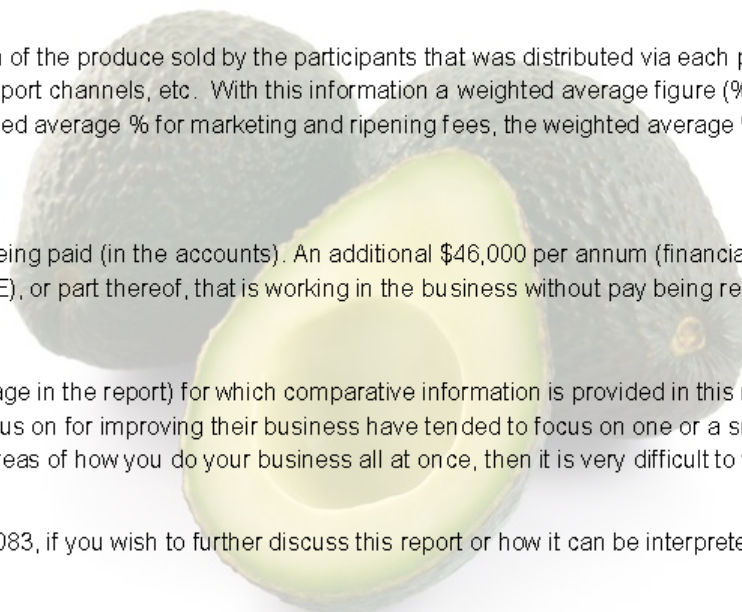 of the produce sold by the participants that was distributed via each
port channels, etc. With this information a weighted average figure (%
ed average % for marketing and ripening fees, the weighted average
eing paid (in the accounts). An additional $46,000 per annum (financia
E), or part thereof, that is working in the business without pay being re
age in the report) for which comparative information is provided in this
us on for improving their business have tended to focus on one or a s
reas of how you do your business all at once, then it is very difficult to
083, if you wish to further discuss this report or how it can be interprete